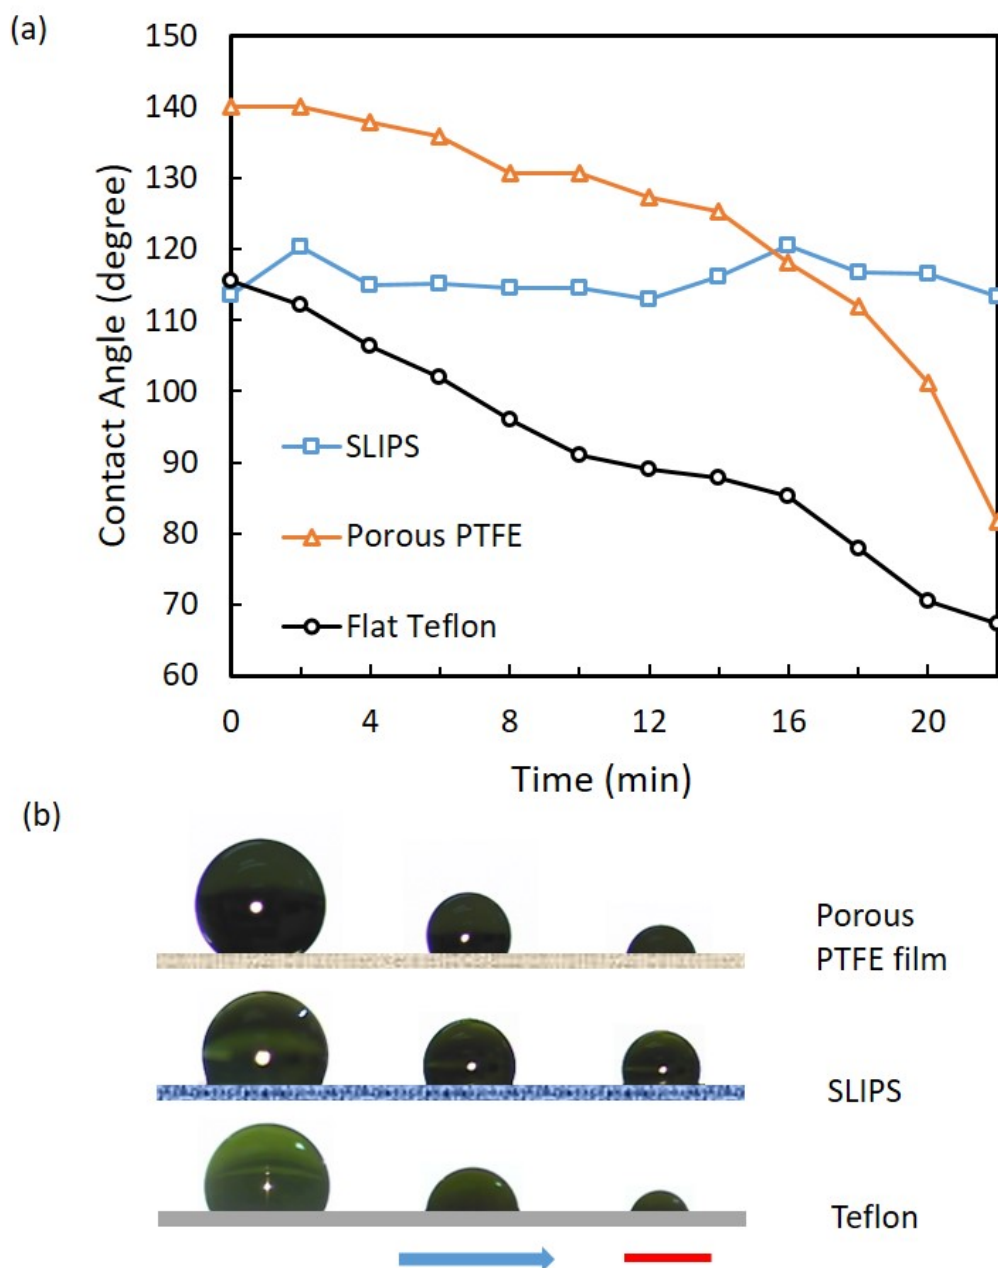 (a)
150
140
130
120
110
100
90
80
70
60
Contact Angle (degree)
SLIPS
Porous PTFE
Flat Teflon
0 4 8 12 16 20
Time (min)
(b)
Porous
PTFE film
SLIPS
Teflon